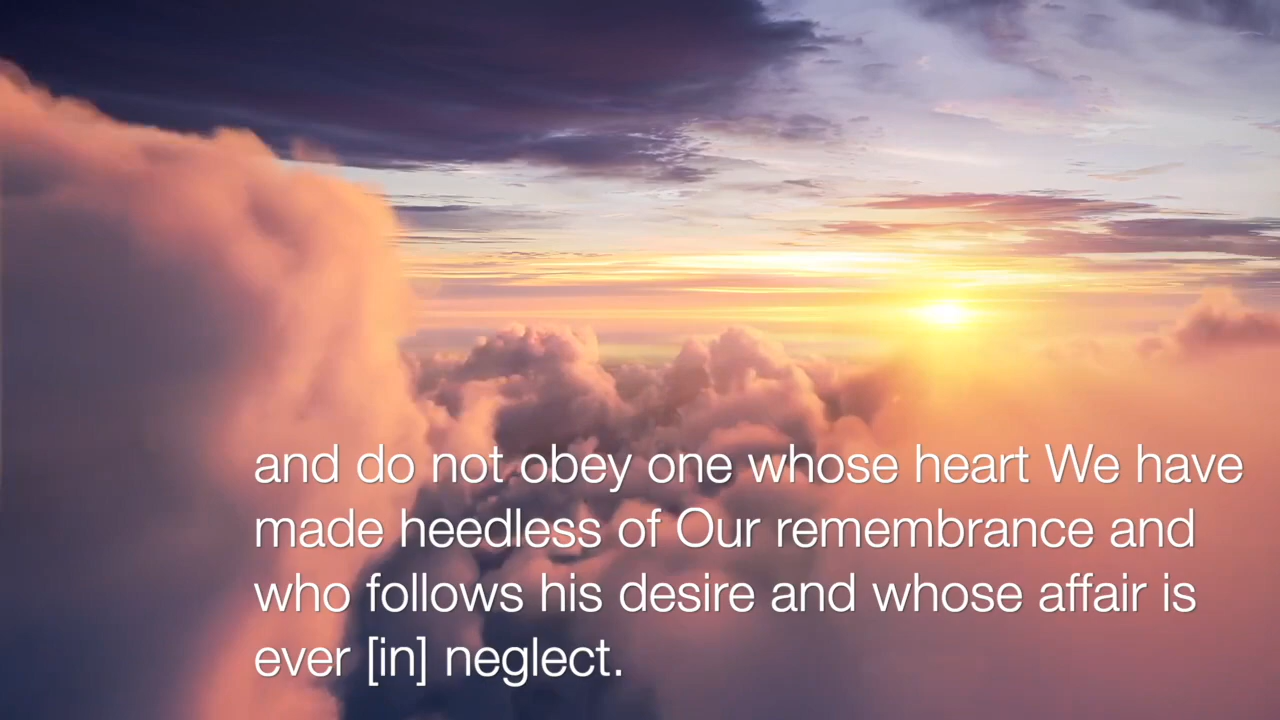 and do not obey one whose heart We have
made heedless of Our remembrance and
who follows his desire and whose affair is
ever [in] neglect.